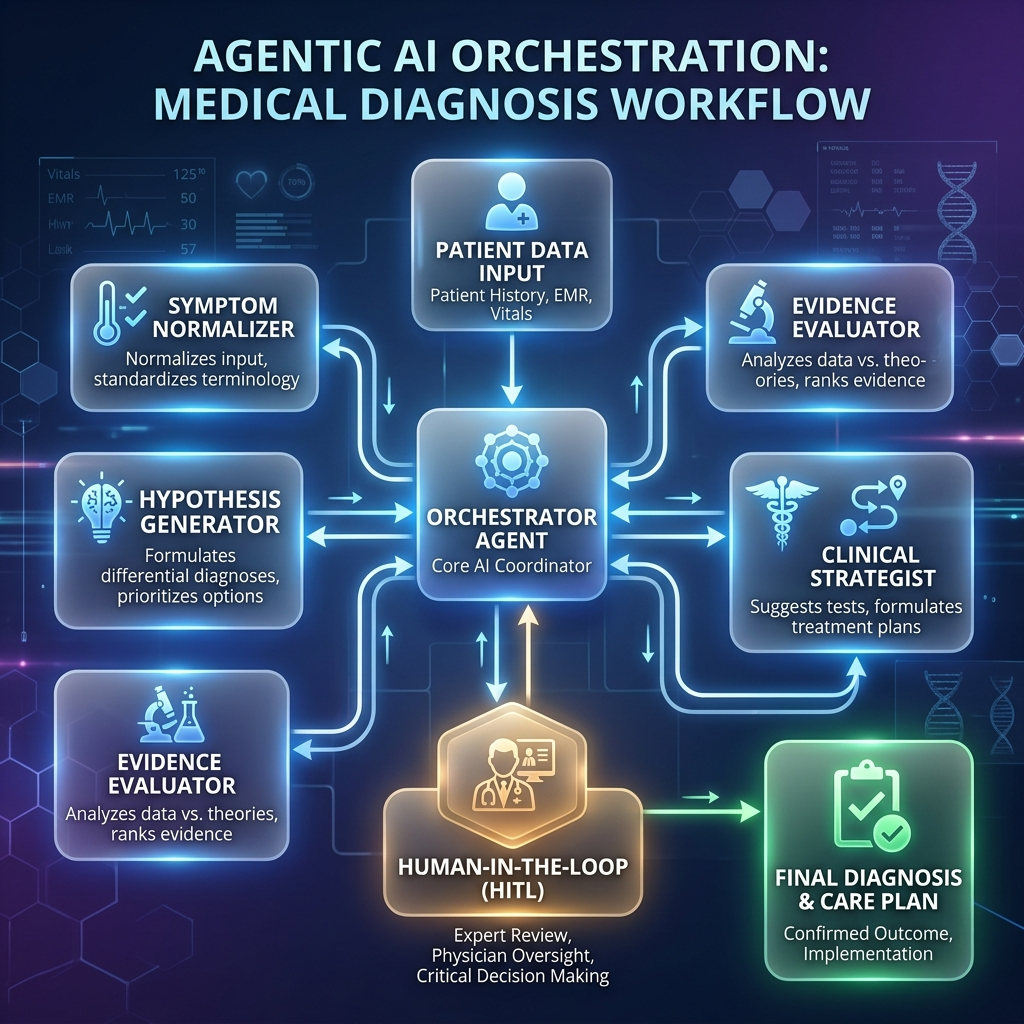 AGENTIC AI ORCHESTRATION:
MEDICAL DIAGNOSIS WORKFLOW
Vitals
125
EMR
50
30
57
PATIENT DATA
INPUT
Patient History, EMR,
Vitals
SYMPTOM
NORMALIZER
Normalizes input,
standardizes terminology
EVIDENCE
EVALUATOR
Analyzes data vs. theo-
ories, ranks evidence
HYPOTHESIS
GENERATOR
Formulates
differential diagnoses,
prioritizes options
ORCHESTRATOR
AGENT
Core AI Coordinator
CLINICAL
STRATEGIST
Suggests tests, formulates
treatment plans
EVIDENCE
EVALUATOR
Analyzes data vs. theories,
ranks evidence
HUMAN-IN-THE-LOOP
(HITL)
Expert Review,
Physician Oversight,
Critical Decision Making
FINAL DIAGNOSIS
& CARE PLAN
Confirmed Outcome,
Implementation